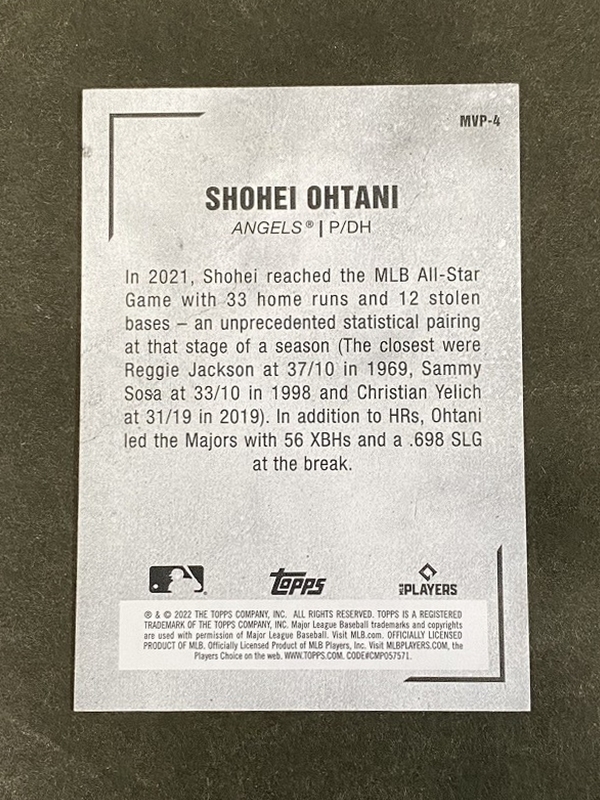 MVP-4
SHOHEI OHTANI
ANGELS® | P/DH
In 2021, Shohei reached the MLB All-Star
Game with 33 home runs and 12 stolen
bases – an unprecedented statistical pairing
at that stage of a season (The closest were
Reggie Jackson at 37/10 in 1969, Sammy
Sosa at 33/10 in 1998 and Christian Yelich
at 31/19 in 2019). In addition to HRs, Ohtani
led the Majors with 56 XBHs and a .698 SLG
at the break.
TOPPS
MLB PLAYERS
® & © 2022 THE TOPPS COMPANY, INC. ALL RIGHTS RESERVED. TOPPS IS A REGISTERED
TRADEMARK OF THE TOPPS COMPANY, INC. Major League Baseball trademarks and copyrights
are used with permission of Major League Baseball. Visit MLB.com. OFFICIALLY LICENSED
PRODUCT OF MLB. Officially Licensed Product of MLB Players, Inc. Visit MLBPLAYERS.COM, the
Players Choice on the web. WWW.TOPPS.COM. CODE#CMP057571.